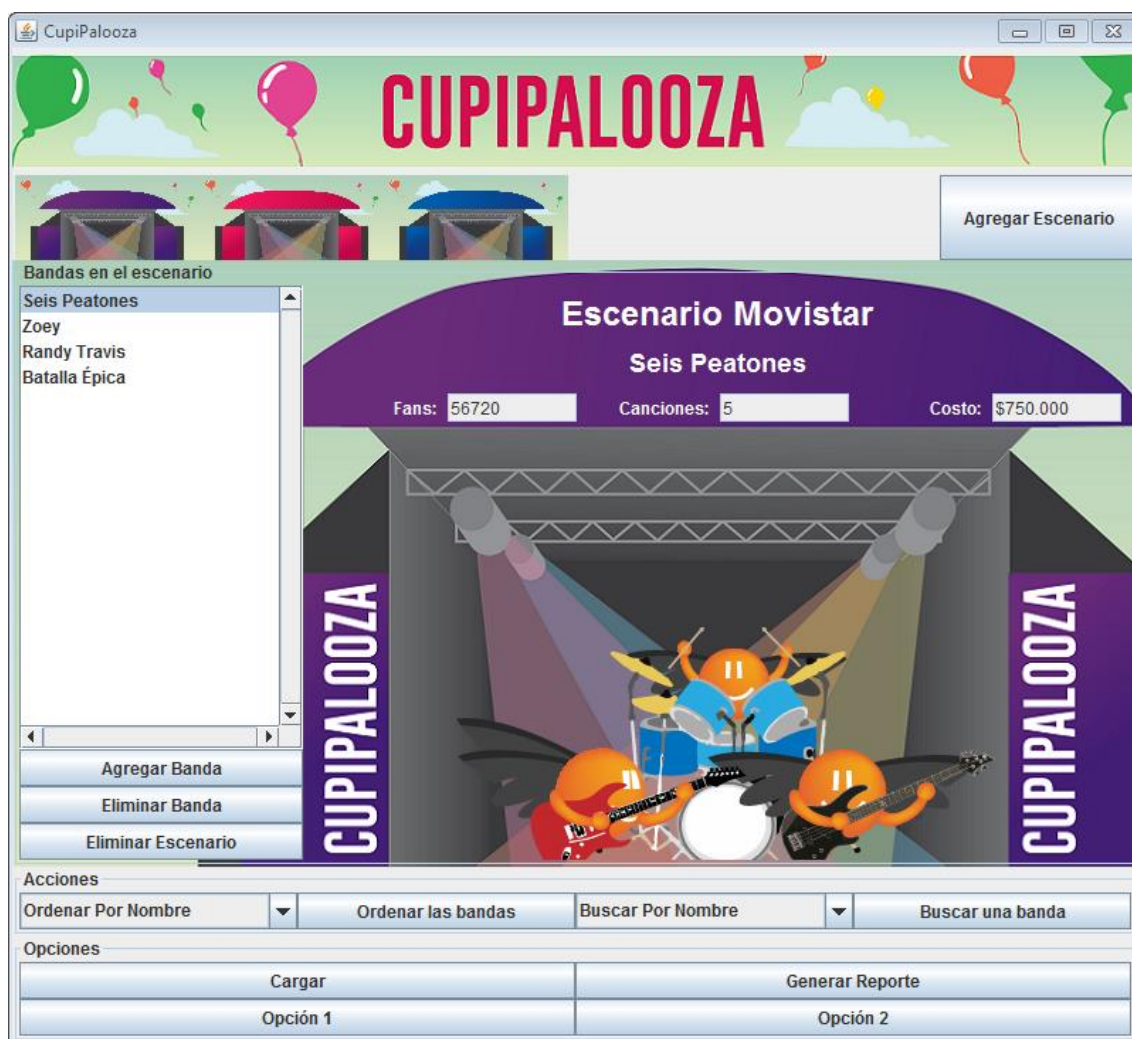 CupiPalooza
CUPIPALOOZA
Agregar Escenario
Bandas en el escenario
Seis Peatones
Zoey
Randy Travis
Batalla Épica
Escenario Movistar
Seis Peatones
Fans: 56720 Canciones: 5 Costo: $750.000
CUPIPALOOZA
CUPIPALOOZA
Agregar Banda
Eliminar Banda
Eliminar Escenario
Acciones
Ordenar Por Nombre Ordenar las bandas Buscar Por Nombre Buscar una banda
Opciones
Cargar Generar Reporte
Opción 1 Opción 2